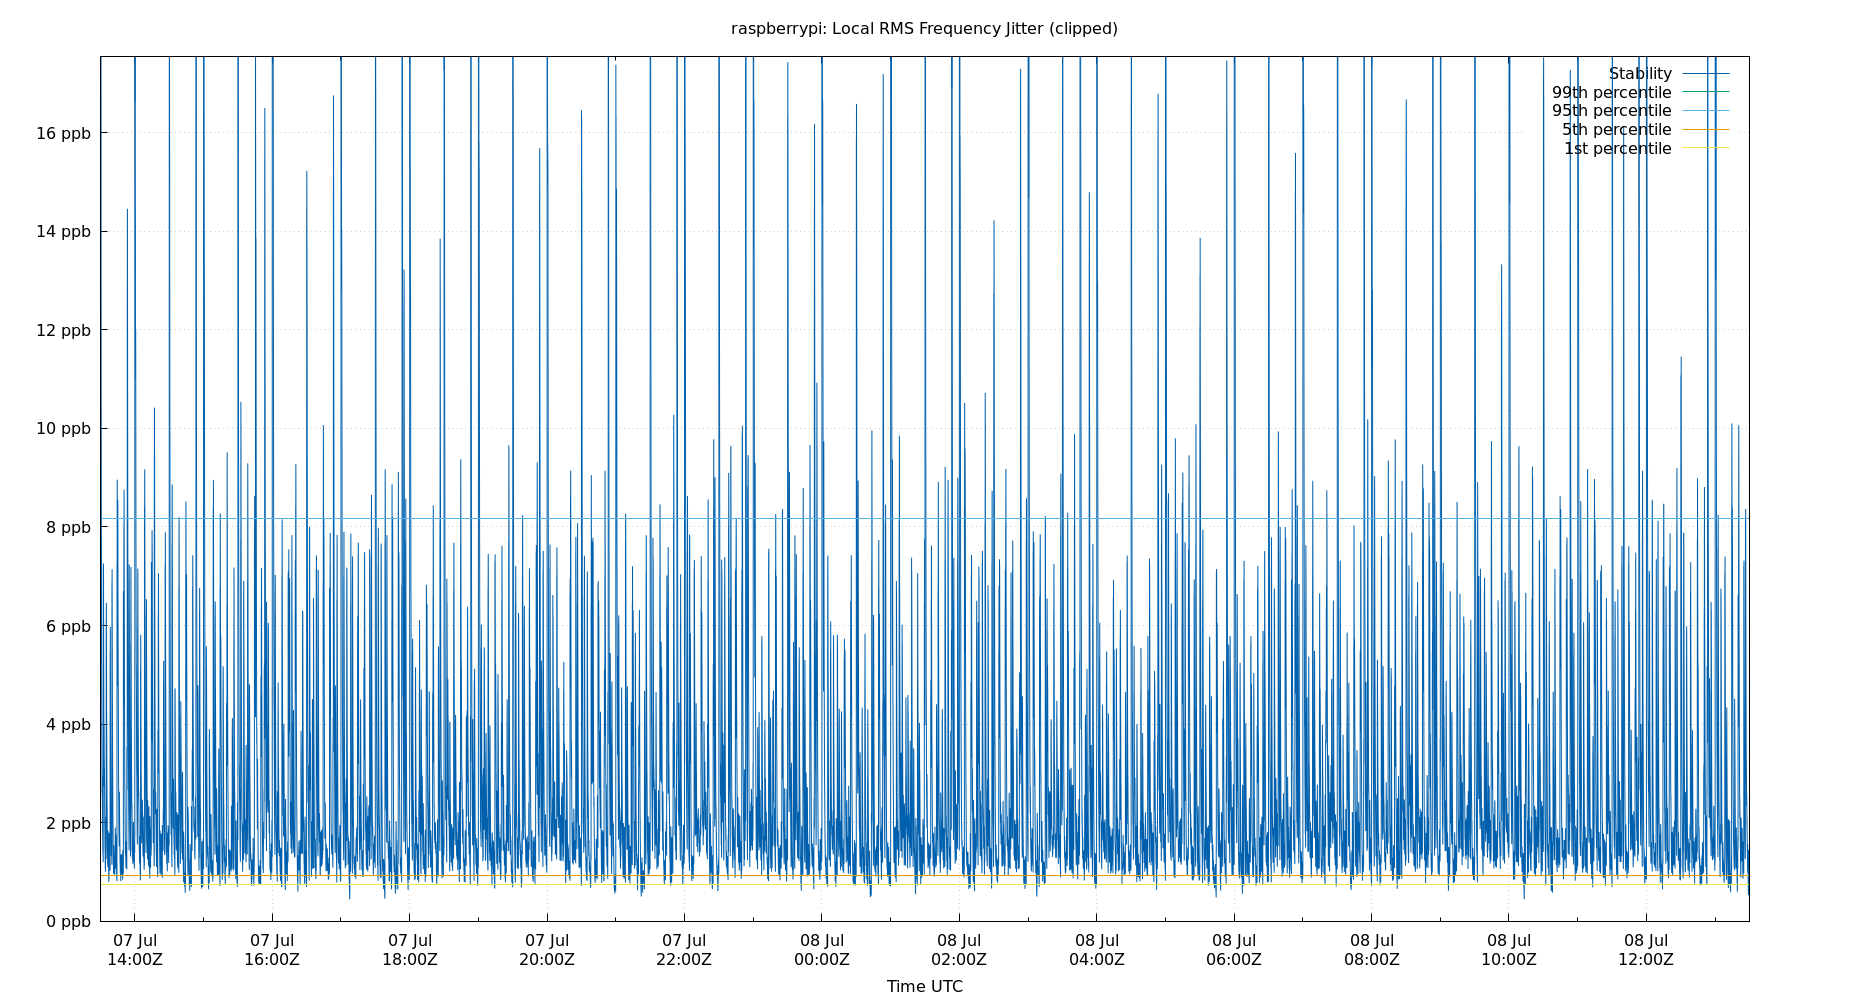 raspberrypi: Local RMS Frequency Jitter (clipped)
Stability
99th percentile
95th percentile
5th percentile
1st percentile
16 ppb
14 ppb
12 ppb
10 ppb
8 ppb
6 ppb
4 ppb
2 ppb
0 ppb
07 Jul 07 Jul 07 Jul 07 Jul 07 Jul 08 Jul 08 Jul 08 Jul 08 Jul 08 Jul 08 Jul 08 Jul
14:00Z 16:00Z 18:00Z 20:00Z 22:00Z 00:00Z 02:00Z 04:00Z 06:00Z 08:00Z 10:00Z 12:00Z
Time UTC